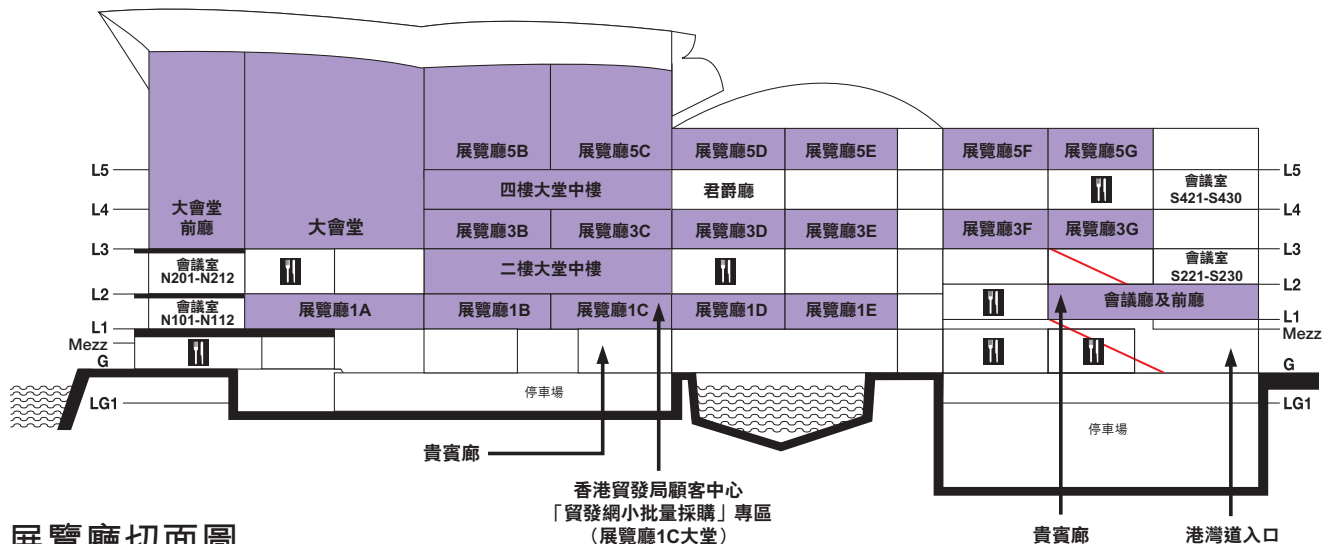 展覽廳5B 展覽廳5C 展覽廳5D 展覽廳5E 展覽廳5F 展覽廳5G
L5 L5
四樓大堂中樓 君爵廳 會議室
S421-S430
L4 L4
大會堂
前廳
大會堂 展覽廳3B 展覽廳3C 展覽廳3D 展覽廳3E 展覽廳3F 展覽廳3G
L3 L3
會議室
N201-N212
二樓大堂中樓 會議室
S221-S230
L2 L2
會議室
N101-N112
展覽廳1A 展覽廳1B 展覽廳1C 展覽廳1D 展覽廳1E 會議廳及前廳
L1 L1
Mezz Mezz
G G
停車場
LG1 LG1
停車場
貴賓廊
香港貿發局顧客中心
「貿發網小批量採購」專區
（展覽廳1C大堂）
貴賓廊 港灣道入口
展覽廳切面圖